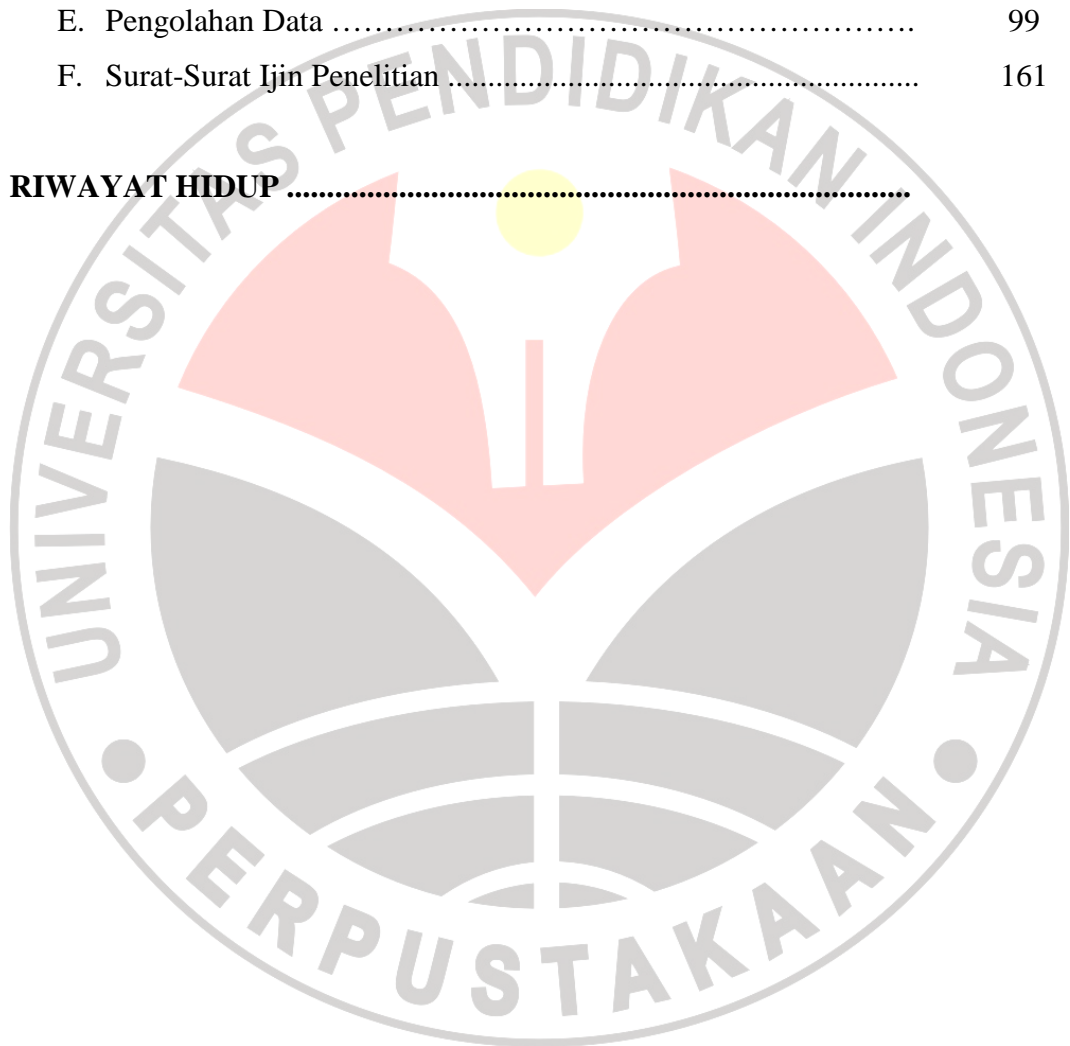 E. Pengolahan Data ………………………………………………. 99
F. Surat-Surat Ijin Penelitian ............................................................ 161
RIWAYAT HIDUP ..............................................................................
UNIVERSITAS PENDIDIKAN INDONESIA
PERPUSTAKAAN